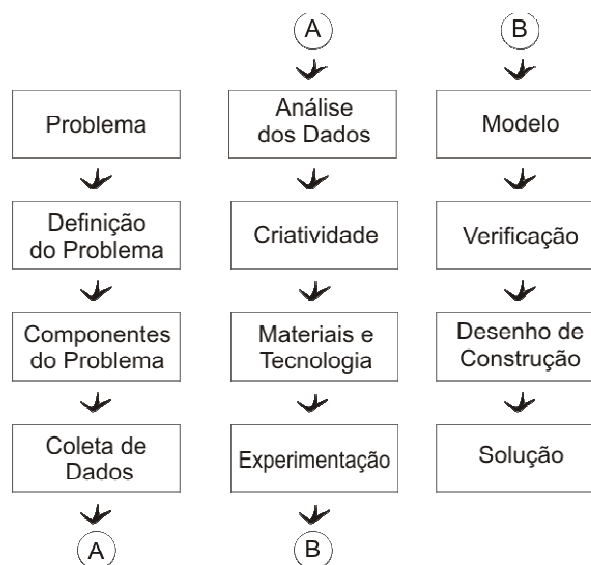 Problema
Definição
do Problema
Componentes
do Problema
Coleta de
Dados
A
A
Análise
dos Dados
Criatividade
Materiais e
Tecnologia
Experimentação
B
B
Modelo
Verificação
Desenho de
Construção
Solução